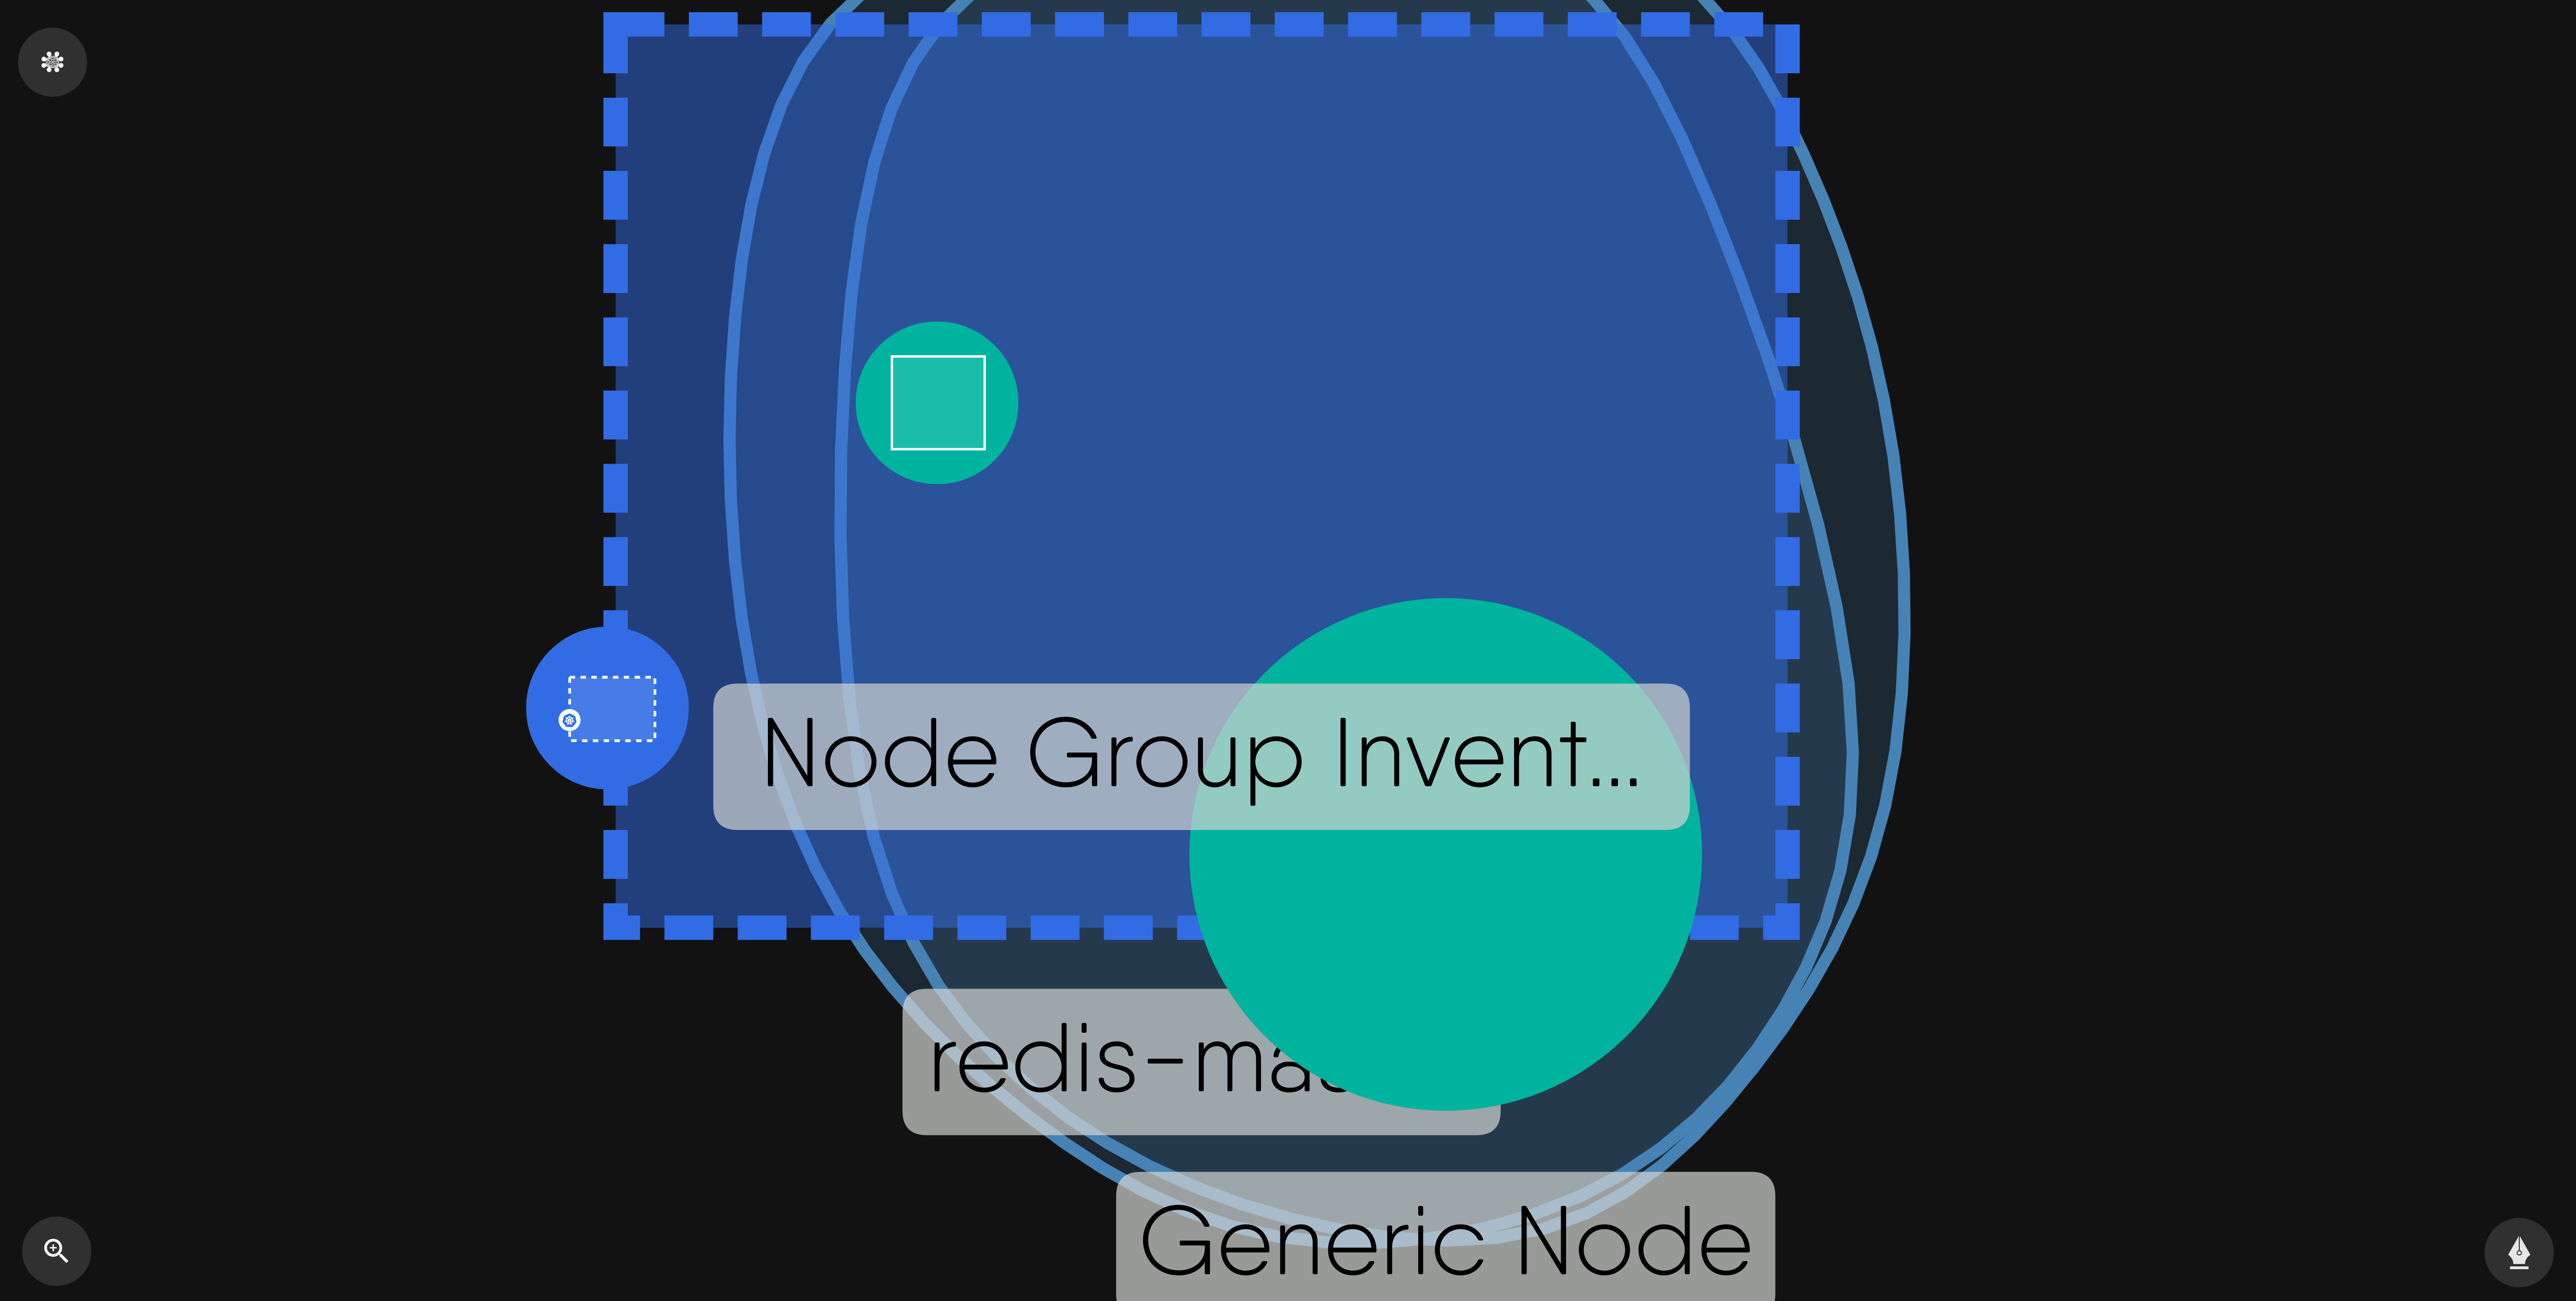 Node Group Invent...
redis-ma
Generic Node